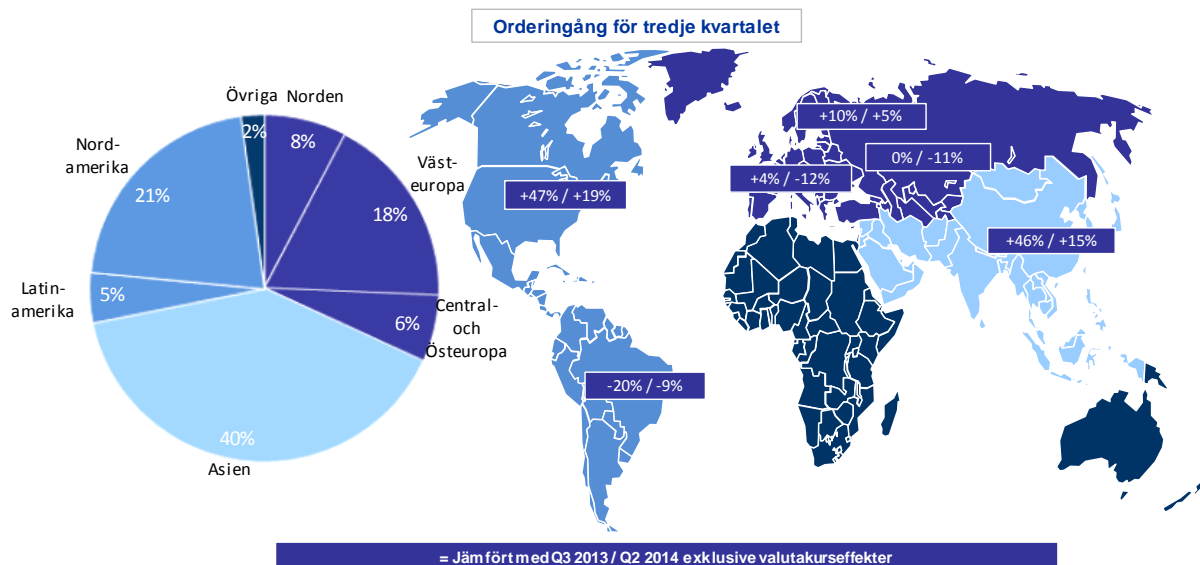 Orderingång för tredje kvartalet
Övriga
Norden
2%
8%
Nord-
amerika
21%
Väst-
europa
18%
Latin-
amerika
5%
Central-
och
Östeuropa
6%
40%
Asien
+10% / +5%
0% / -11%
+4% / -12%
+47% / +19%
+46% / +15%
-20% / -9%
= Jämfört med Q3 2013 / Q2 2014 exklusive valutakurseffekter